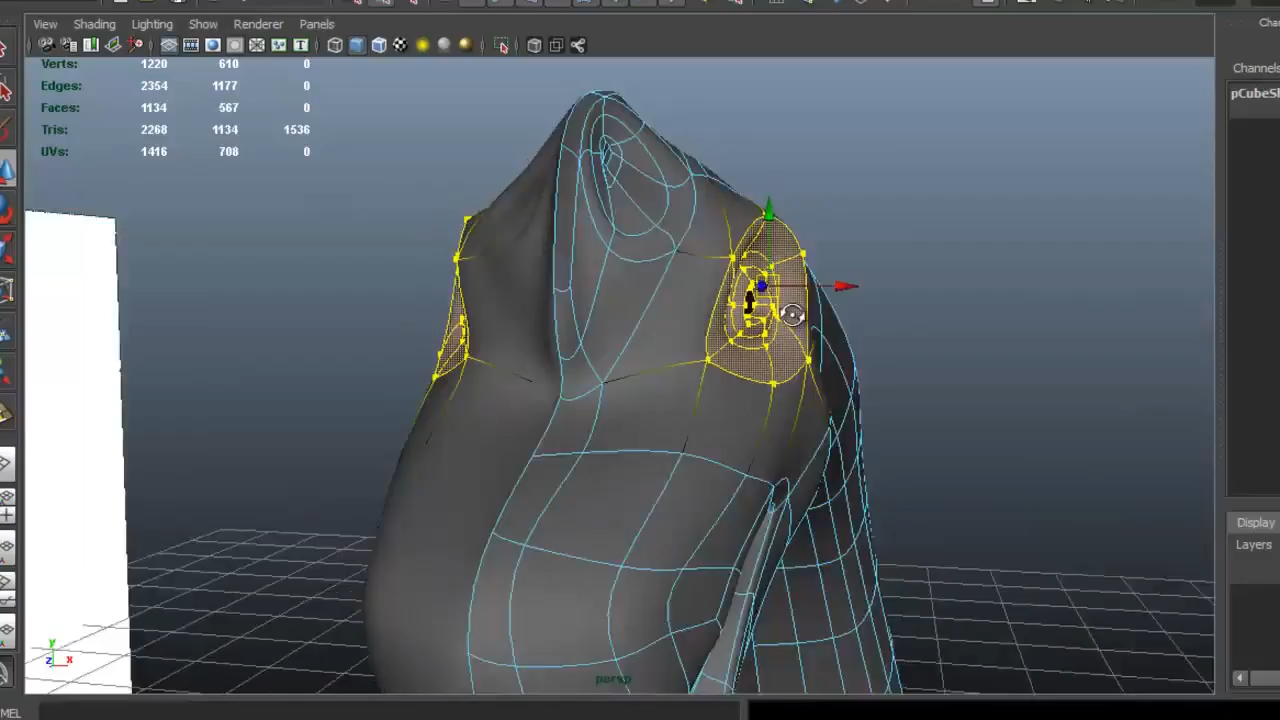 View Shading Lighting Show Renderer Panels
Channels
pCubeSh
Verts: 1220 610 0
Edges: 2354 1177 0
Faces: 1134 567 0
Tris: 2268 1134 1536
UVs: 1416 708 0
Display
Layers
y
z x
persp
MEL